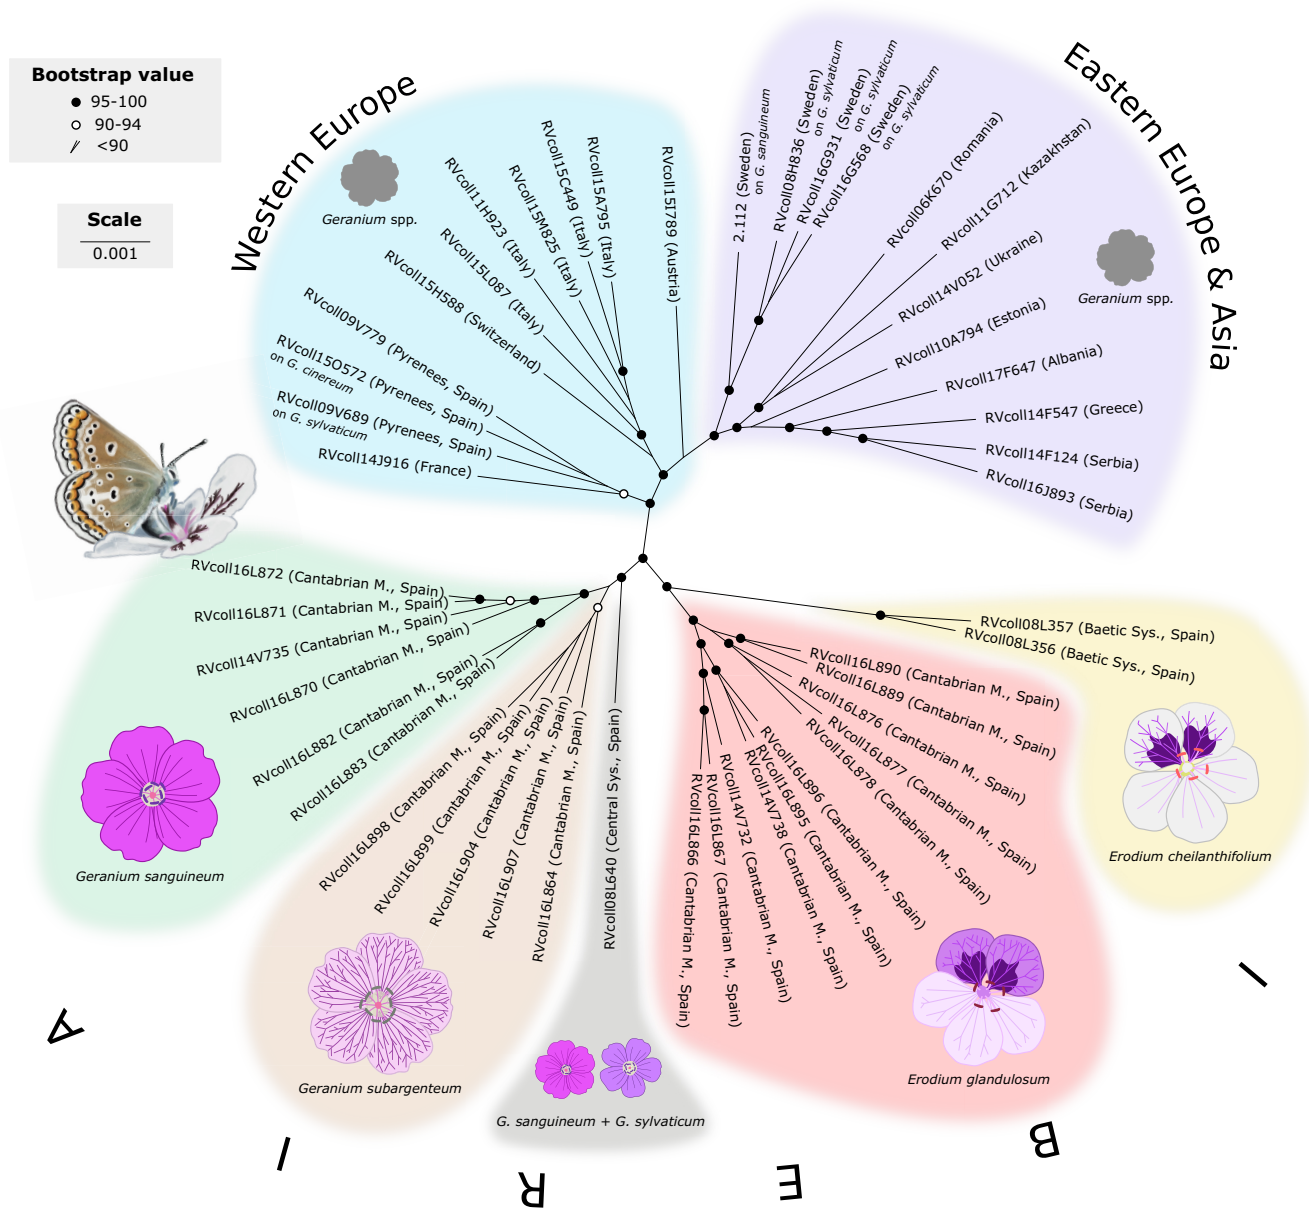 Bootstrap value
95-100
90-94
<90
Scale
0.001
Western Europe
Geranium spp.
RVcoll15I789 (Austria)
RVcoll15A795 (Italy)
RVcoll15C449 (Italy)
RVcoll15M825 (Italy)
RVcoll11H923 (Italy)
RVcoll15L087 (Italy)
RVcoll15H588 (Switzerland)
RVcoll09V779 (Pyrenees, Spain)
RVcoll15O572 (Pyrenees, Spain)
on G. cinereum
RVcoll09V689 (Pyrenees, Spain)
on G. sylvaticum
RVcoll14J916 (France)
Eastern Europe & Asia
Geranium spp.
2.112 (Sweden)
on G. sanguineum
RVcoll08H836 (Sweden)
on G. sylvaticum
RVcoll16G931 (Sweden)
on G. sylvaticum
RVcoll16G568 (Sweden)
on G. sylvaticum
RVcoll06K670 (Romania)
RVcoll11G712 (Kazakhstan)
RVcoll14V052 (Ukraine)
RVcoll10A794 (Estonia)
RVcoll17F647 (Albania)
RVcoll14F547 (Greece)
RVcoll14F124 (Serbia)
RVcoll16J893 (Serbia)
RVcoll08L357 (Baetic Sys., Spain)
RVcoll08L356 (Baetic Sys., Spain)
Erodium cheilanthifolium
RVcoll16L890 (Cantabrian M., Spain)
RVcoll16L889 (Cantabrian M., Spain)
RVcoll16L876 (Cantabrian M., Spain)
RVcoll16L877 (Cantabrian M., Spain)
RVcoll16L878 (Cantabrian M., Spain)
RVcoll16L896 (Cantabrian M., Spain)
RVcoll16L895 (Cantabrian M., Spain)
RVcoll14V738 (Cantabrian M., Spain)
RVcoll14V732 (Cantabrian M., Spain)
RVcoll16L867 (Cantabrian M., Spain)
RVcoll16L866 (Cantabrian M., Spain)
Erodium glandulosum
RVcoll08L640 (Central Sys., Spain)
G. sanguineum + G. sylvaticum
RVcoll16L864 (Cantabrian M., Spain)
RVcoll16L907 (Cantabrian M., Spain)
RVcoll16L904 (Cantabrian M., Spain)
RVcoll16L899 (Cantabrian M., Spain)
RVcoll16L898 (Cantabrian M., Spain)
Geranium subargenteum
RVcoll16L883 (Cantabrian M., Spain)
RVcoll16L882 (Cantabrian M., Spain)
RVcoll16L870 (Cantabrian M., Spain)
RVcoll14V735 (Cantabrian M., Spain)
RVcoll16L871 (Cantabrian M., Spain)
RVcoll16L872 (Cantabrian M., Spain)
Geranium sanguineum
I B E R I A